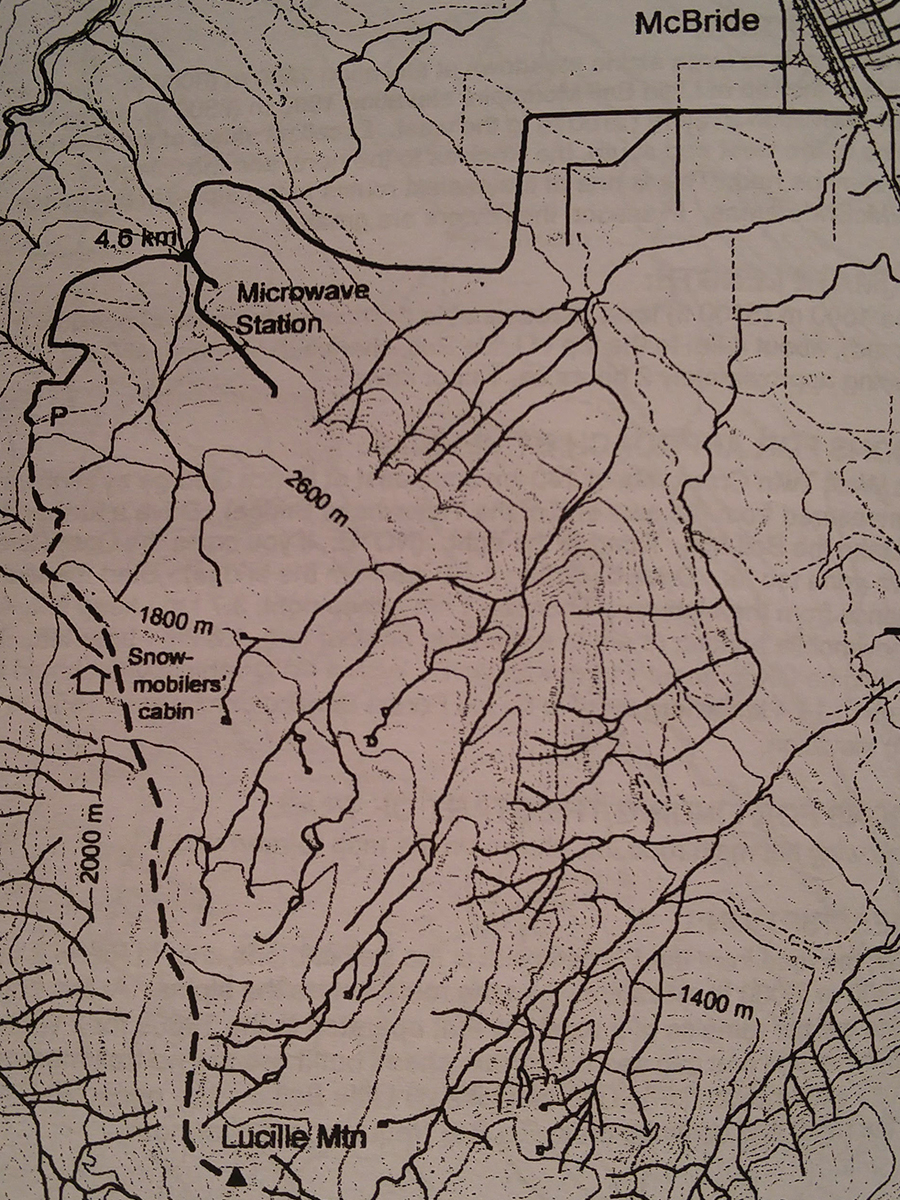 McBride
4.6 km
Microwave
Station
P
2600 m
1800 m
Snow-
mobilers'
cabin
2000 m
1400 m
Lucille Mtn